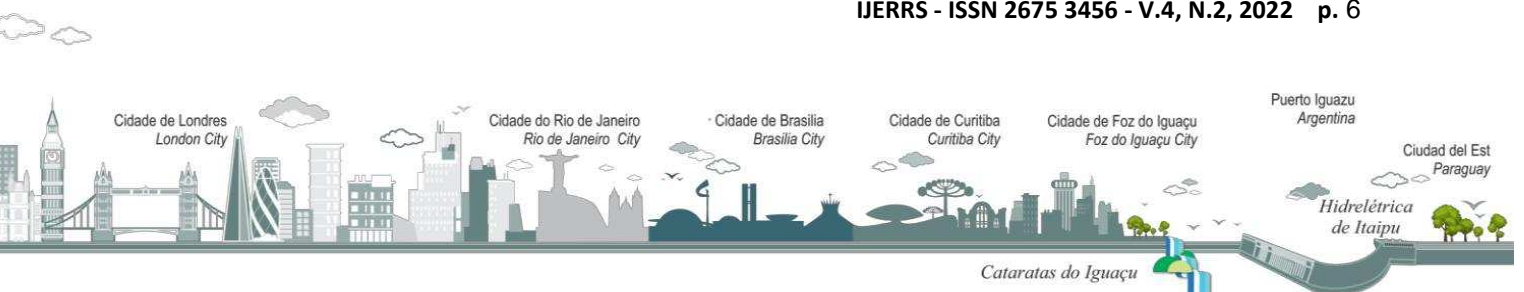 IJERRS - ISSN 2675 3456 - V.4, N.2, 2022 p. 6
Cidade de Londres
London City
Cidade do Rio de Janeiro
Rio de Janeiro City
Cidade de Brasilia
Brasilia City
Cidade de Curitiba
Curitiba City
Cidade de Foz do Iguaçu
Foz do Iguaçu City
Puerto Iguazu
Argentina
Ciudad del Est
Paraguay
Hidrelétrica
de Itaipu
Cataratas do Iguaçu